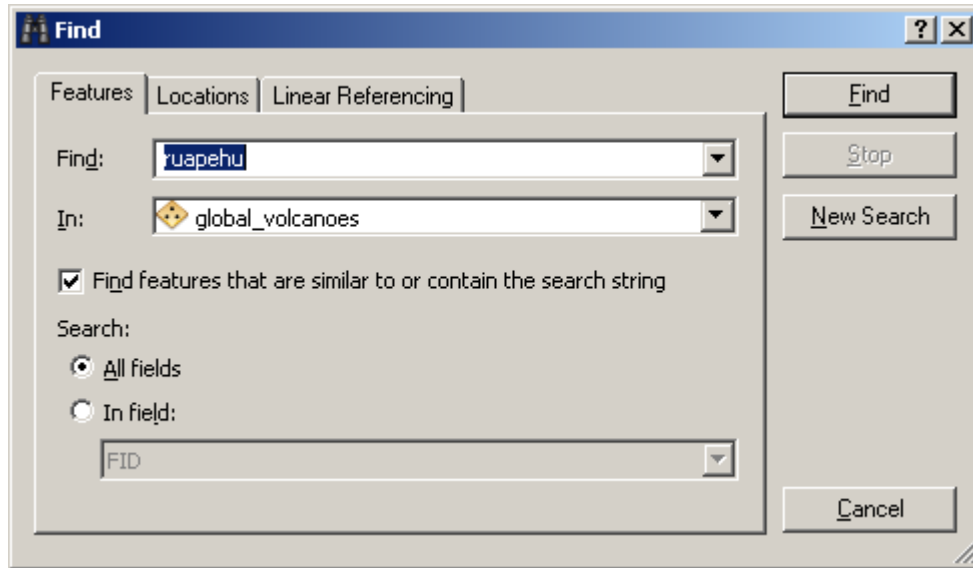 Find
Features Locations Linear Referencing
Find: ruapehu
In: global_volcanoes
Find features that are similar to or contain the search string
Search:
All fields
In field:
FID
Find
Stop
New Search
Cancel